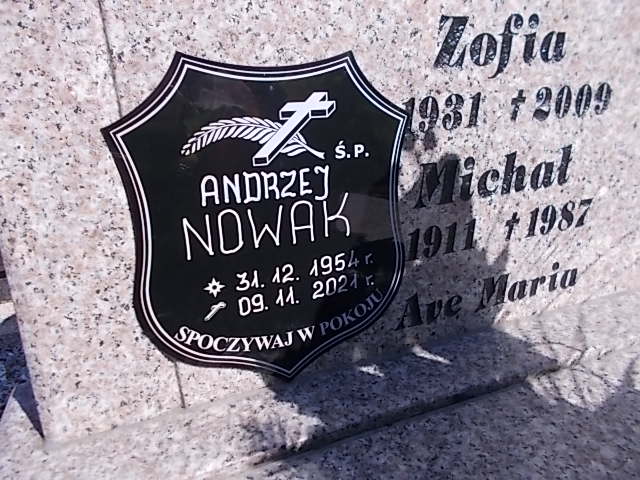 Ś.P.
ANDRZEJ
NOWAK
31. 12. 1954 r.
09. 11. 2021 r.
SPOCZYWAJ W POKOJU
Zofia
1931 † 2009
Michał
1911 † 1987
Ave Maria